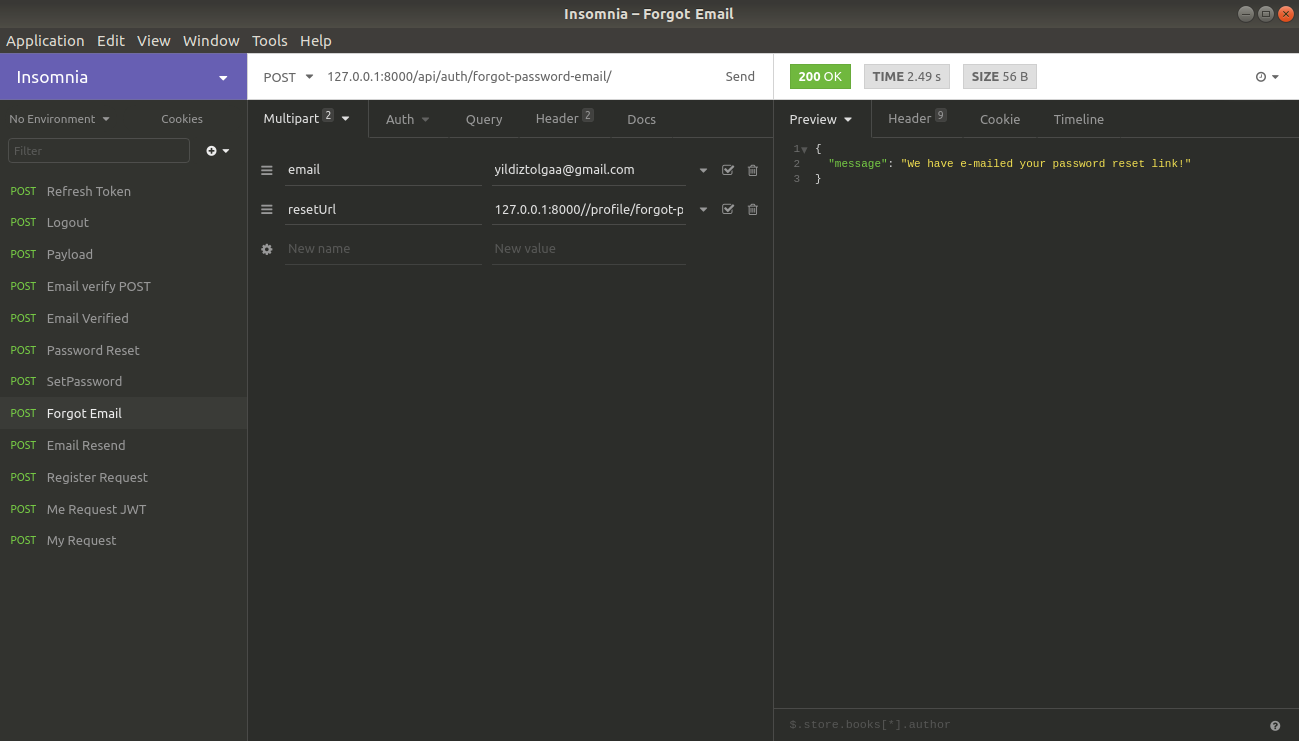 Insomnia – Forgot Email
Application Edit View Window Tools Help
Insomnia
POST 127.0.0.1:8000/api/auth/forgot-password-email/ Send
200 OK TIME 2.49 s SIZE 56 B
No Environment Cookies
Filter
POST Refresh Token
POST Logout
POST Payload
POST Email verify POST
POST Email Verified
POST Password Reset
POST SetPassword
POST Forgot Email
POST Email Resend
POST Register Request
POST Me Request JWT
POST My Request
Multipart 2 Auth Query Header 2 Docs
email yildiztolgaa@gmail.com
resetUrl 127.0.0.1:8000//profile/forgot-p
New name New value
Preview Header 9 Cookie Timeline
1 {
2 "message": "We have e-mailed your password reset link!"
3 }
$.store.books[*].author